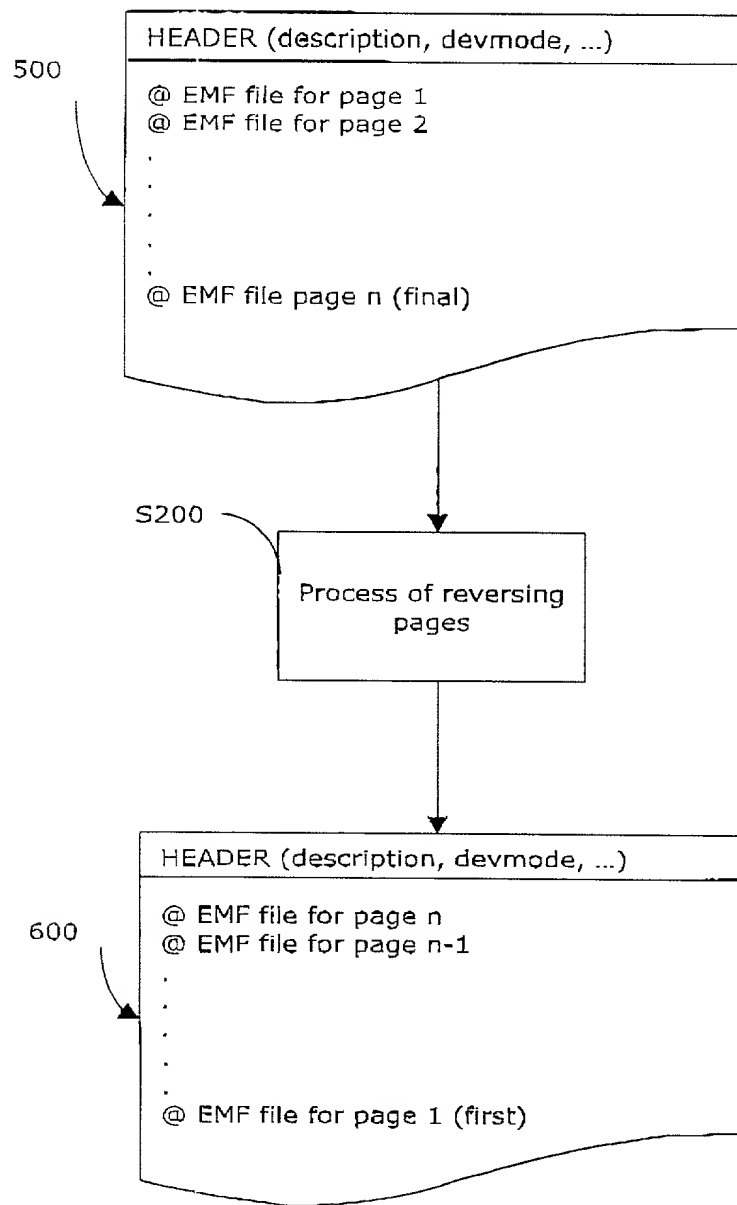 HEADER (description, devmode, ...)
500
@ EMF file for page 1
@ EMF file for page 2
.
.
.
.
.
@ EMF file page n (final)
S200
Process of reversing
pages
HEADER (description, devmode, ...)
@ EMF file for page n
600
@ EMF file for page n-1
.
.
.
.
.
@ EMF file for page 1 (first)